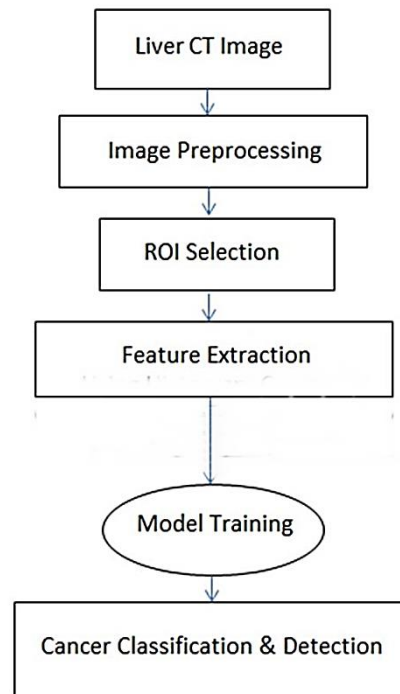 Liver CT Image
Image Preprocessing
ROI Selection
Feature Extraction
Model Training
Cancer Classification & Detection